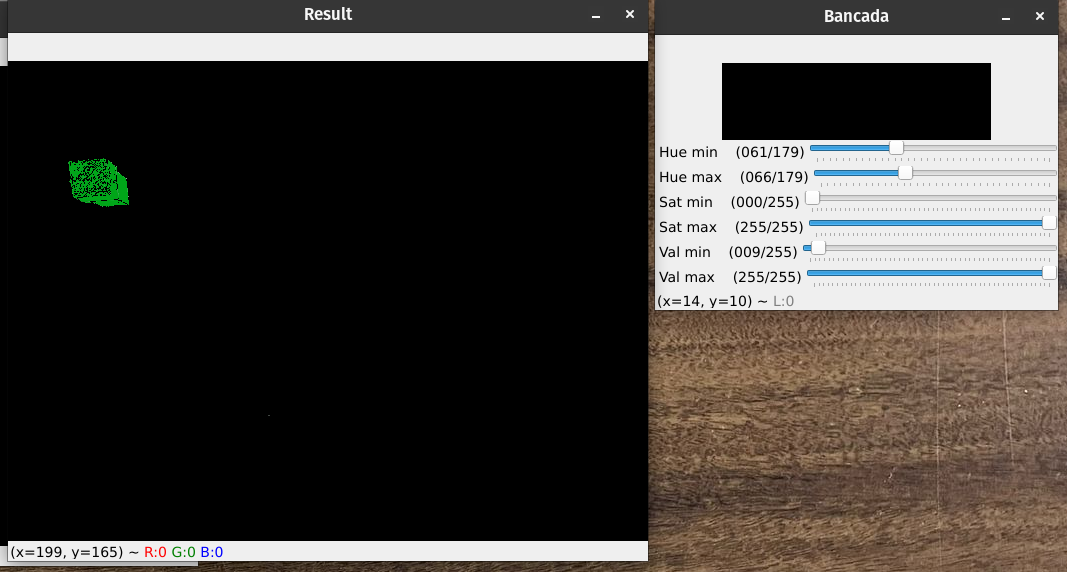 Result
(x=199, y=165) ~ R:0 G:0 B:0
Bancada
Hue min (061/179)
Hue max (066/179)
Sat min (000/255)
Sat max (255/255)
Val min (009/255)
Val max (255/255)
(x=14, y=10) ~ L:0